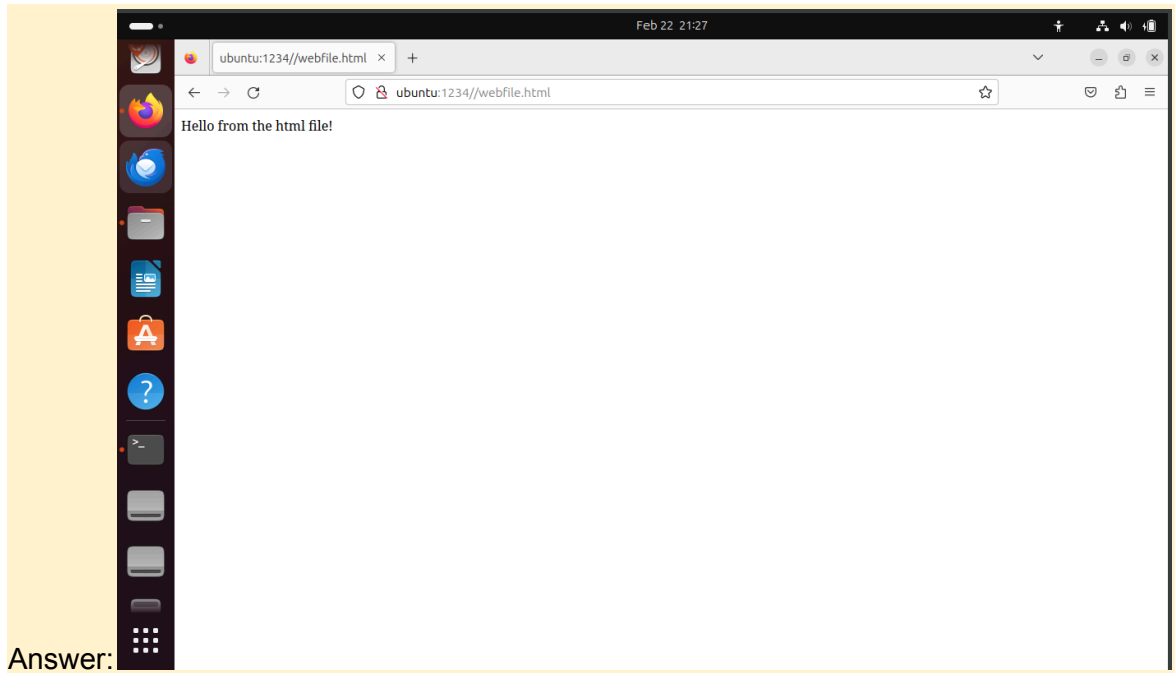 Feb 22 21:27
ubuntu:1234//webfile.html
ubuntu:1234//webfile.html
Hello from the html file!
Answer: